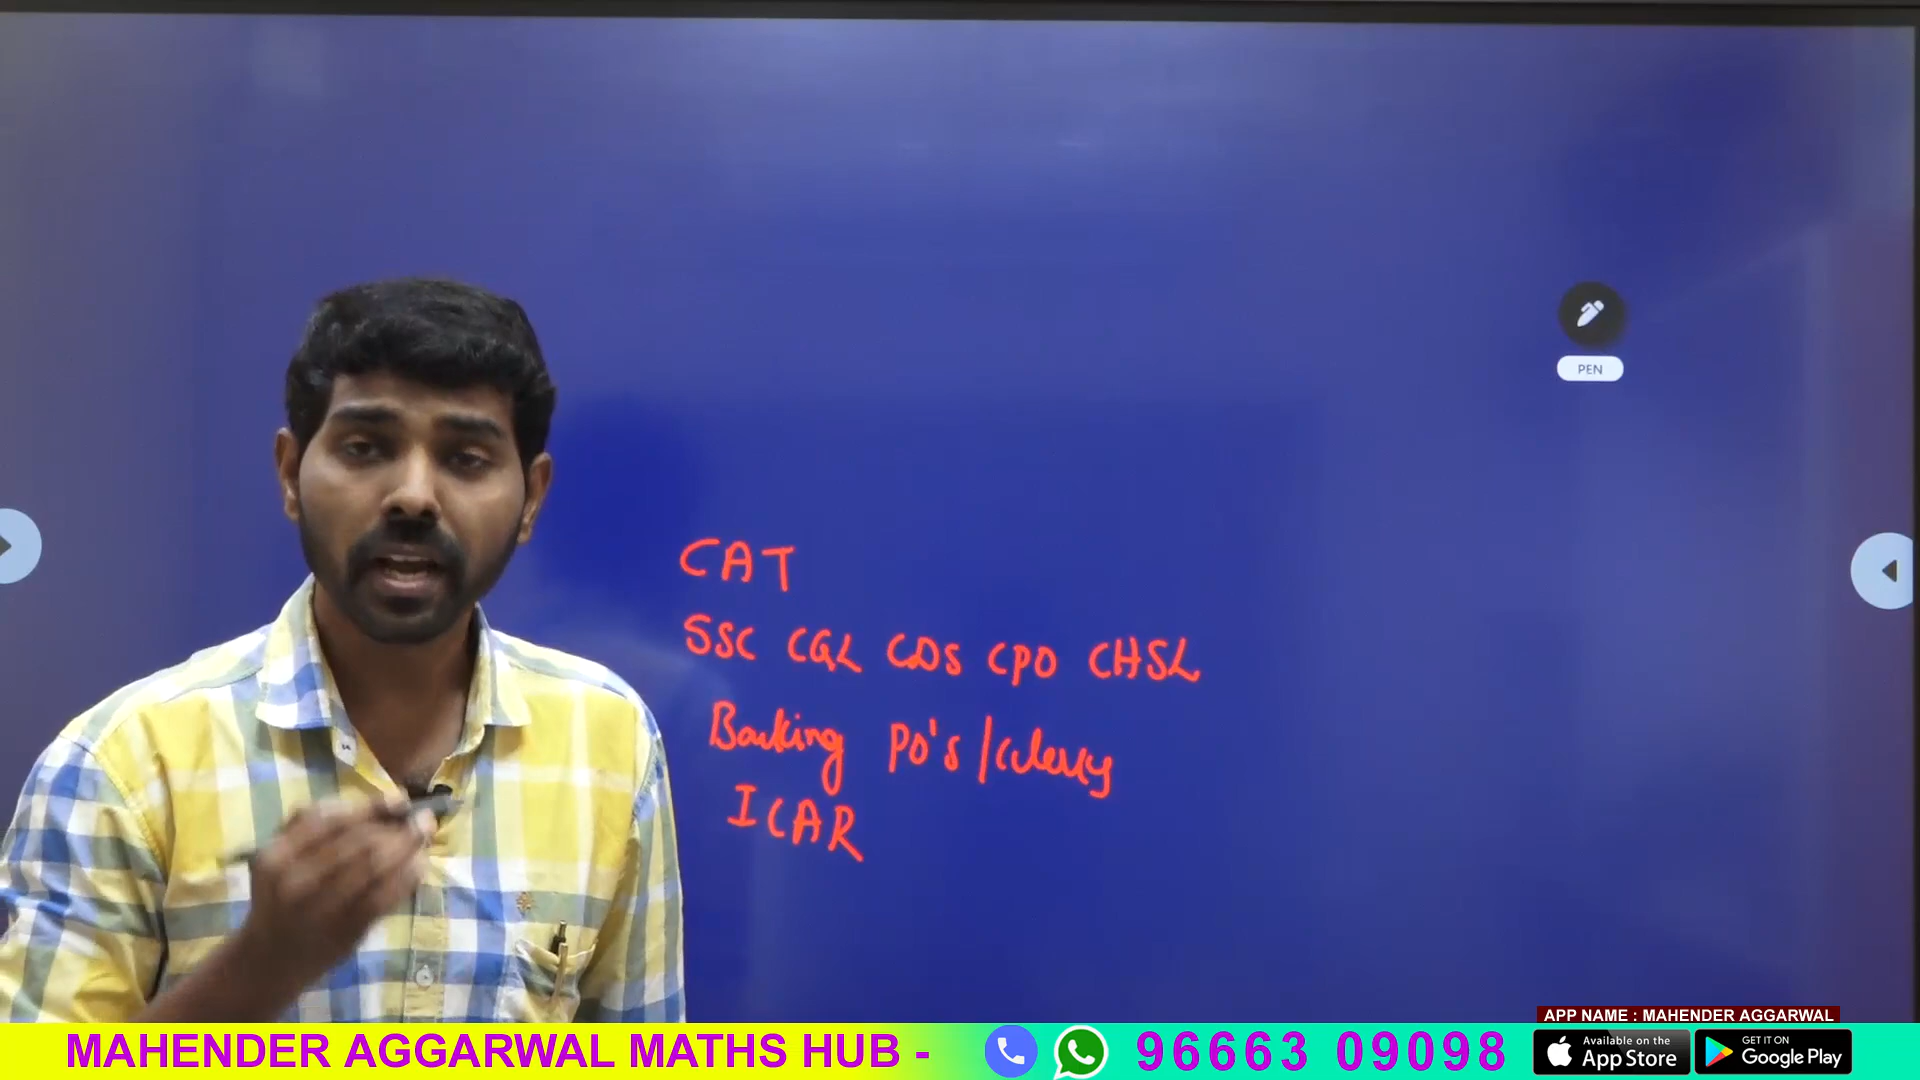 PEN
CAT
SSC CGL CDS CPO CHSL
Banking PO's / Clerks
ICAR
APP NAME : MAHENDER AGGARWAL
MAHENDER AGGARWAL MATHS HUB - 96663 09098
Available on the App Store
GET IT ON Google Play